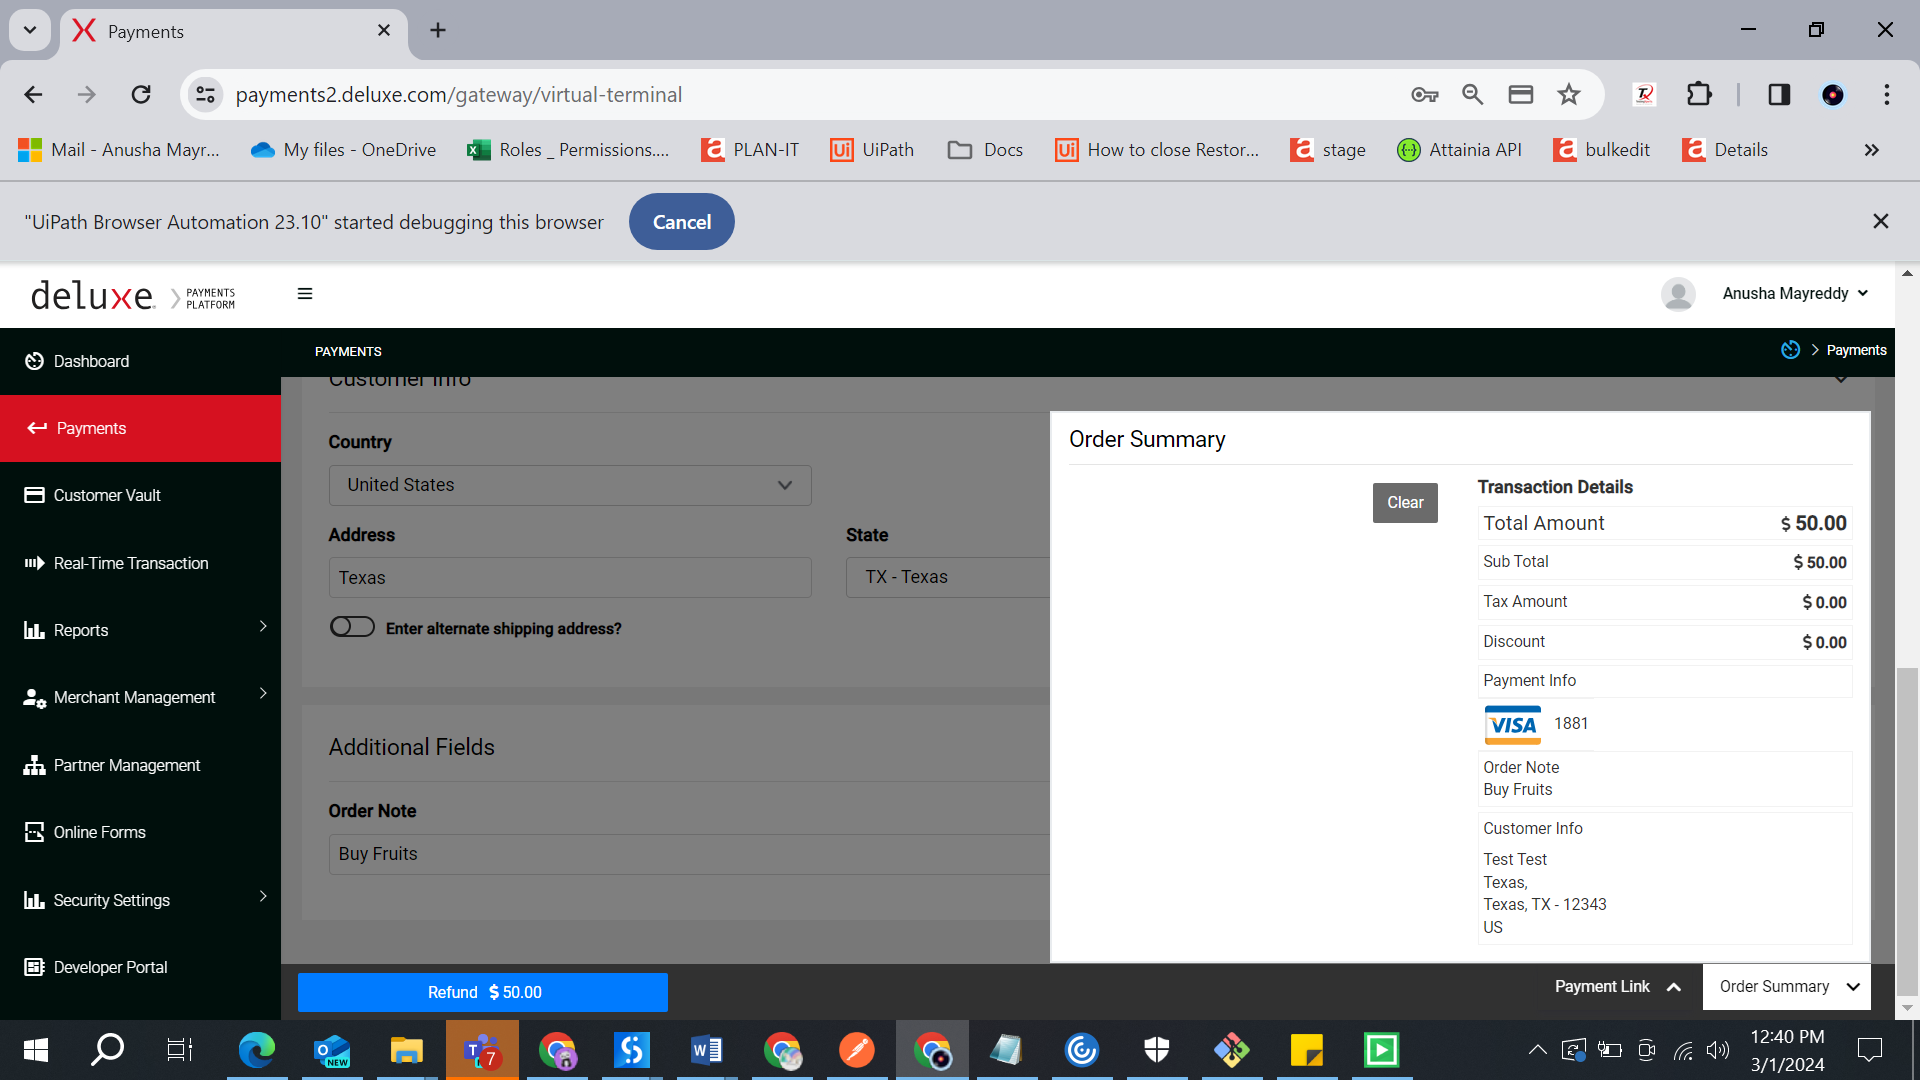 Payments
payments2.deluxe.com/gateway/virtual-terminal
Mail - Anusha Mayr...
My files - OneDrive
Roles _ Permissions....
PLAN-IT
UiPath
Docs
How to close Restor...
stage
Attainia API
bulkedit
Details
"UiPath Browser Automation 23.10" started debugging this browser
Cancel
deluxe
PAYMENTS
PLATFORM
Anusha Mayreddy
PAYMENTS
Payments
Dashboard
Payments
Customer Vault
Real-Time Transaction
Reports
Merchant Management
Partner Management
Online Forms
Security Settings
Developer Portal
Customer Info
Country
United States
Address
State
Texas
TX - Texas
Enter alternate shipping address?
Additional Fields
Order Note
Buy Fruits
Order Summary
Clear
Transaction Details
Total Amount $ 50.00
Sub Total $ 50.00
Tax Amount $ 0.00
Discount $ 0.00
Payment Info
VISA 1881
Order Note
Buy Fruits
Customer Info
Test Test
Texas,
Texas, TX - 12343
US
Refund $ 50.00
Payment Link
Order Summary
NEW
7
12:40 PM
3/1/2024